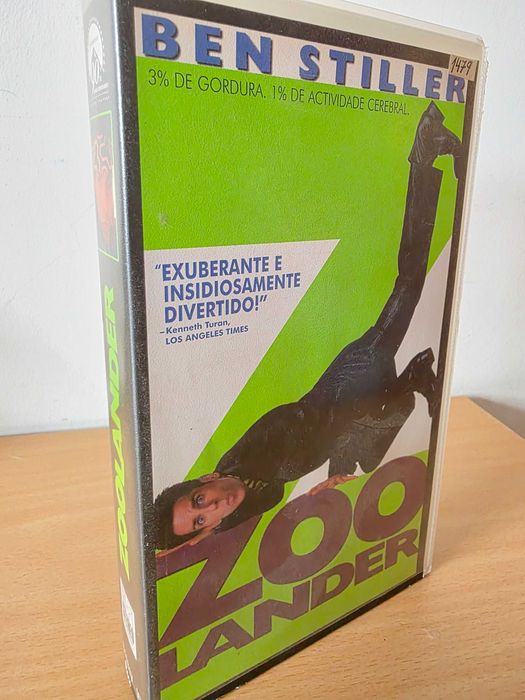 BEN STILLER
1479
3% DE GORDURA. 1% DE ACTIVIDADE CEREBRAL.
"EXUBERANTE E
INSIDIOSAMENTE
DIVERTIDO!"
–Kenneth Turan,
LOS ANGELES TIMES
ZOO
LANDER
ZOOLANDER